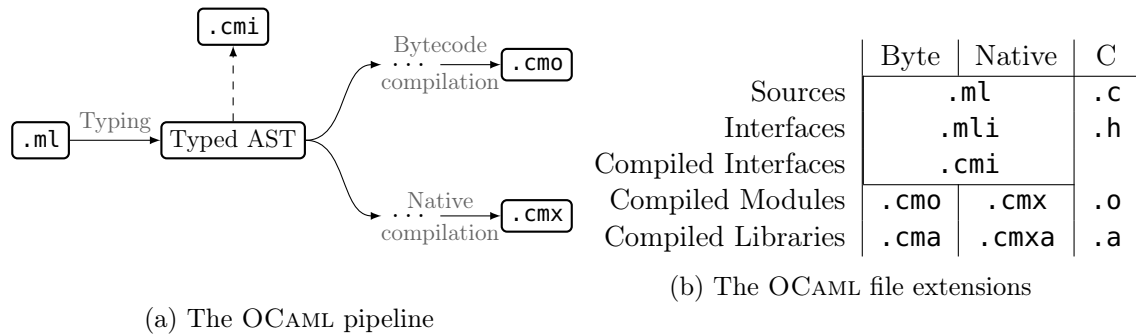 .cmi
Bytecode
··· .cmo
compilation
Typing
.ml Typed AST
Native
··· .cmx
compilation
(a) The OCAML pipeline
Byte Native C
Sources .ml .c
Interfaces .mli .h
Compiled Interfaces .cmi
Compiled Modules .cmo .cmx .o
Compiled Libraries .cma .cmxa .a
(b) The OCAML file extensions